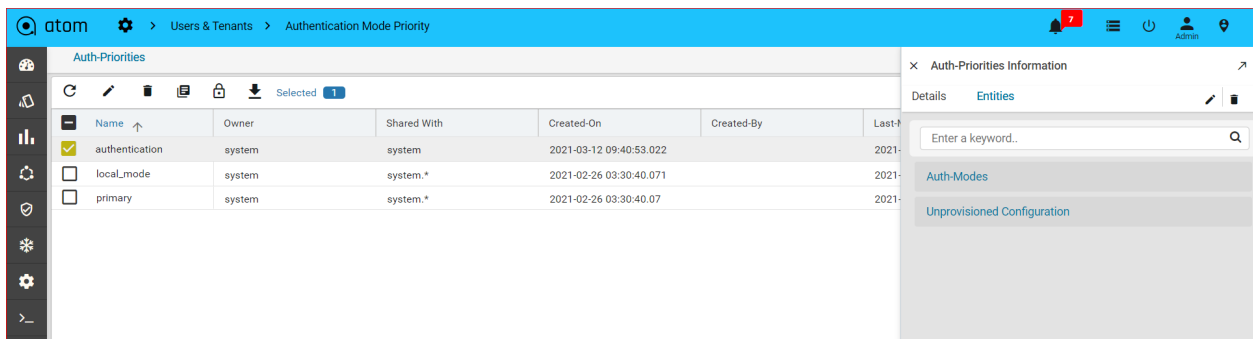 atom > Users & Tenants > Authentication Mode Priority 7 Admin
Auth-Priorities
Selected 1
Name Owner Shared With Created-On Created-By
authentication system system 2021-03-12 09:40:53.022 2021-
local_mode system system.* 2021-02-26 03:30:40.071 2021-
primary system system.* 2021-02-26 03:30:40.07 2021-
Auth-Priorities Information
Details Entities
Enter a keyword..
Auth-Modes
Unprovisioned Configuration